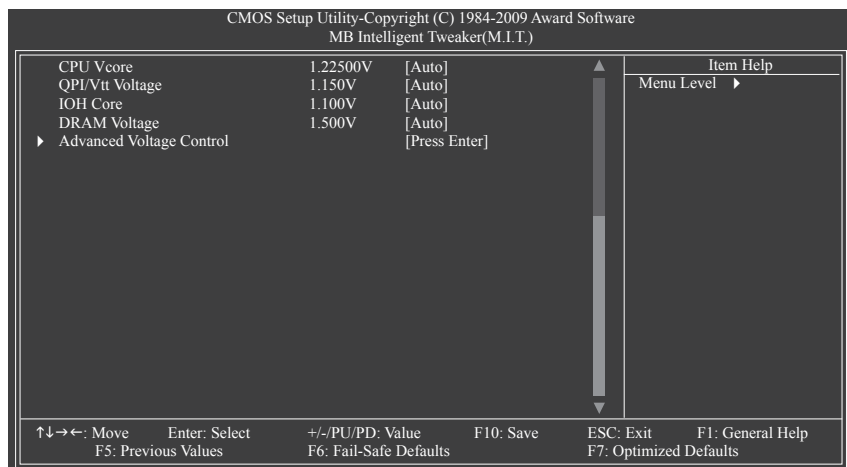 CMOS Setup Utility-Copyright (C) 1984-2009 Award Software
MB Intelligent Tweaker(M.I.T.)
CPU Vcore 1.22500V [Auto]
QPI/Vtt Voltage 1.150V [Auto]
IOH Core 1.100V [Auto]
DRAM Voltage 1.500V [Auto]
Advanced Voltage Control [Press Enter]
Item Help
Menu Level
↑↓→←: Move Enter: Select +/-/PU/PD: Value F10: Save ESC: Exit F1: General Help
F5: Previous Values F6: Fail-Safe Defaults F7: Optimized Defaults